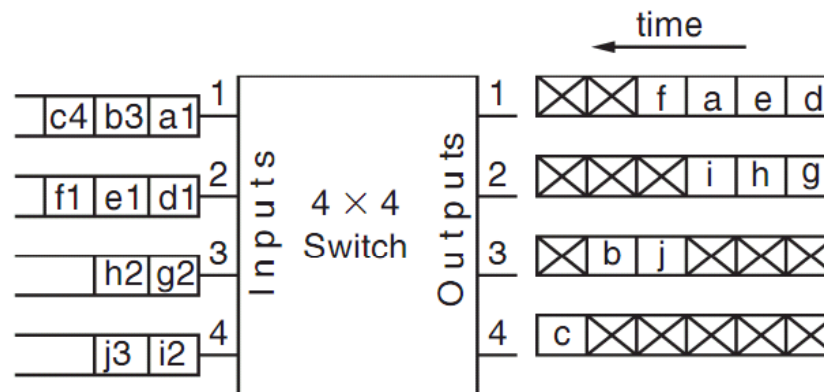 time
1
1
c4 b3 a1
f a e d
2
2
f1 e1 d1
i h g
Inputs
4 × 4
Switch
Outputs
3
3
h2 g2
b j
4
4
j3 i2
c